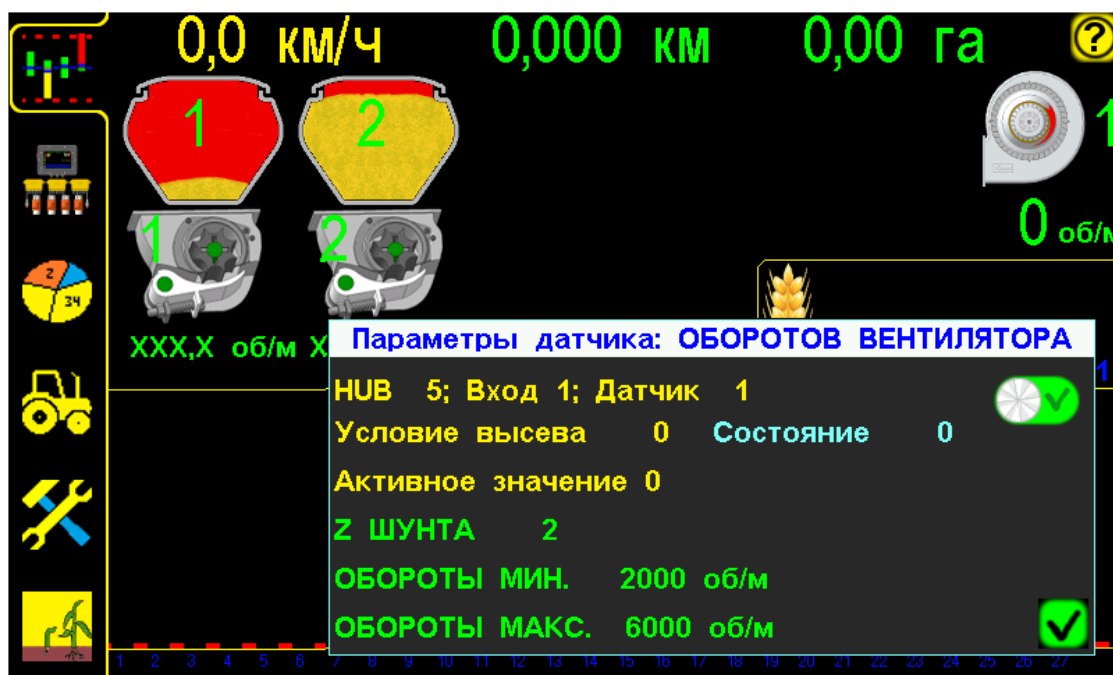 0,0 км/ч 0,000 км 0,00 га ?
1 2 1
1 2 0 об/м
2 34
XXX,X об/м X
Параметры датчика: ОБОРОТОВ ВЕНТИЛЯТОРА
1
HUB 5; Вход 1; Датчик 1
Условие высева 0 Состояние 0
Активное значение 0
Z ШУНТА 2
ОБОРОТЫ МИН. 2000 об/м
ОБОРОТЫ МАКС. 6000 об/м
1 2 3 4 5 6 7 8 9 10 11 12 13 14 15 16 17 18 19 20 21 22 23 24 25 26 27